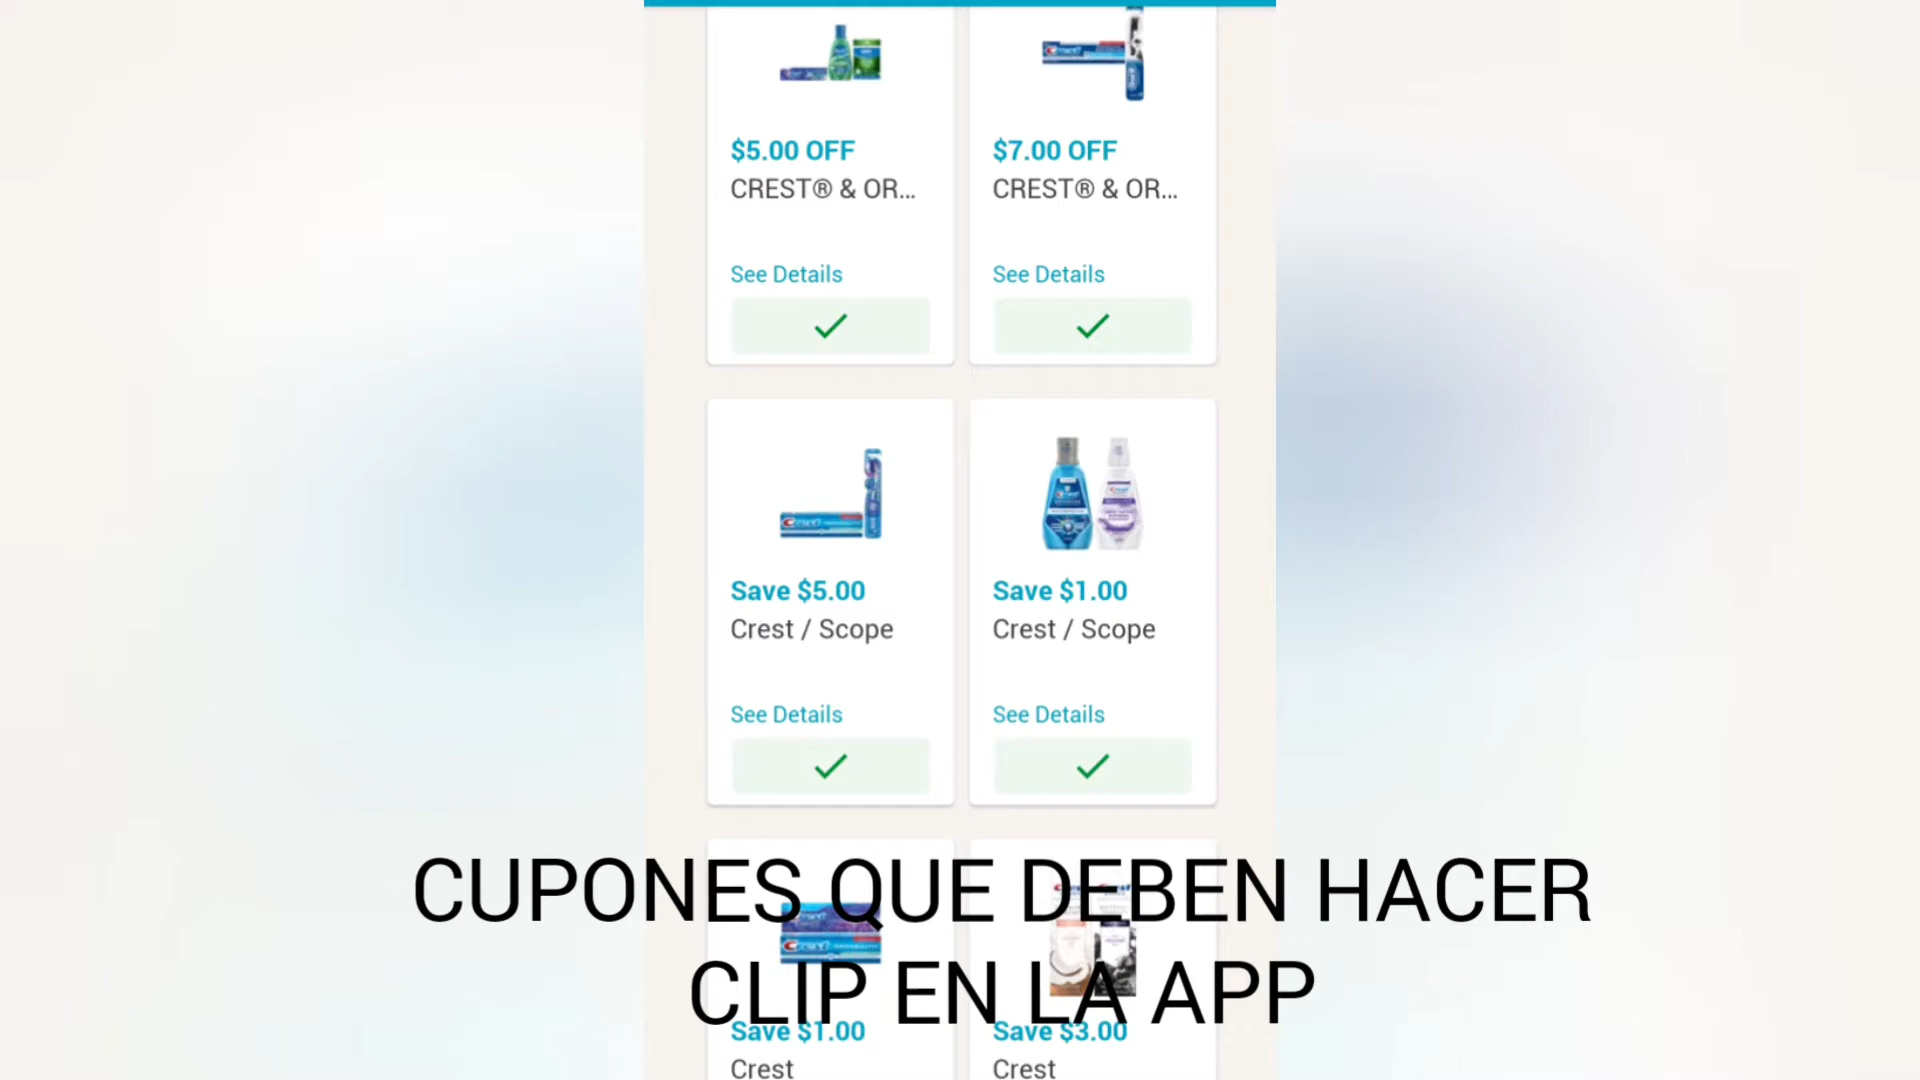 $5.00 OFF
CREST® & OR...
See Details
$7.00 OFF
CREST® & OR...
See Details
Save $5.00
Crest / Scope
See Details
Save $1.00
Crest / Scope
See Details
CUPONES QUE DEBEN HACER
CLIP EN LA APP
Save $1.00
Crest
Save $3.00
Crest